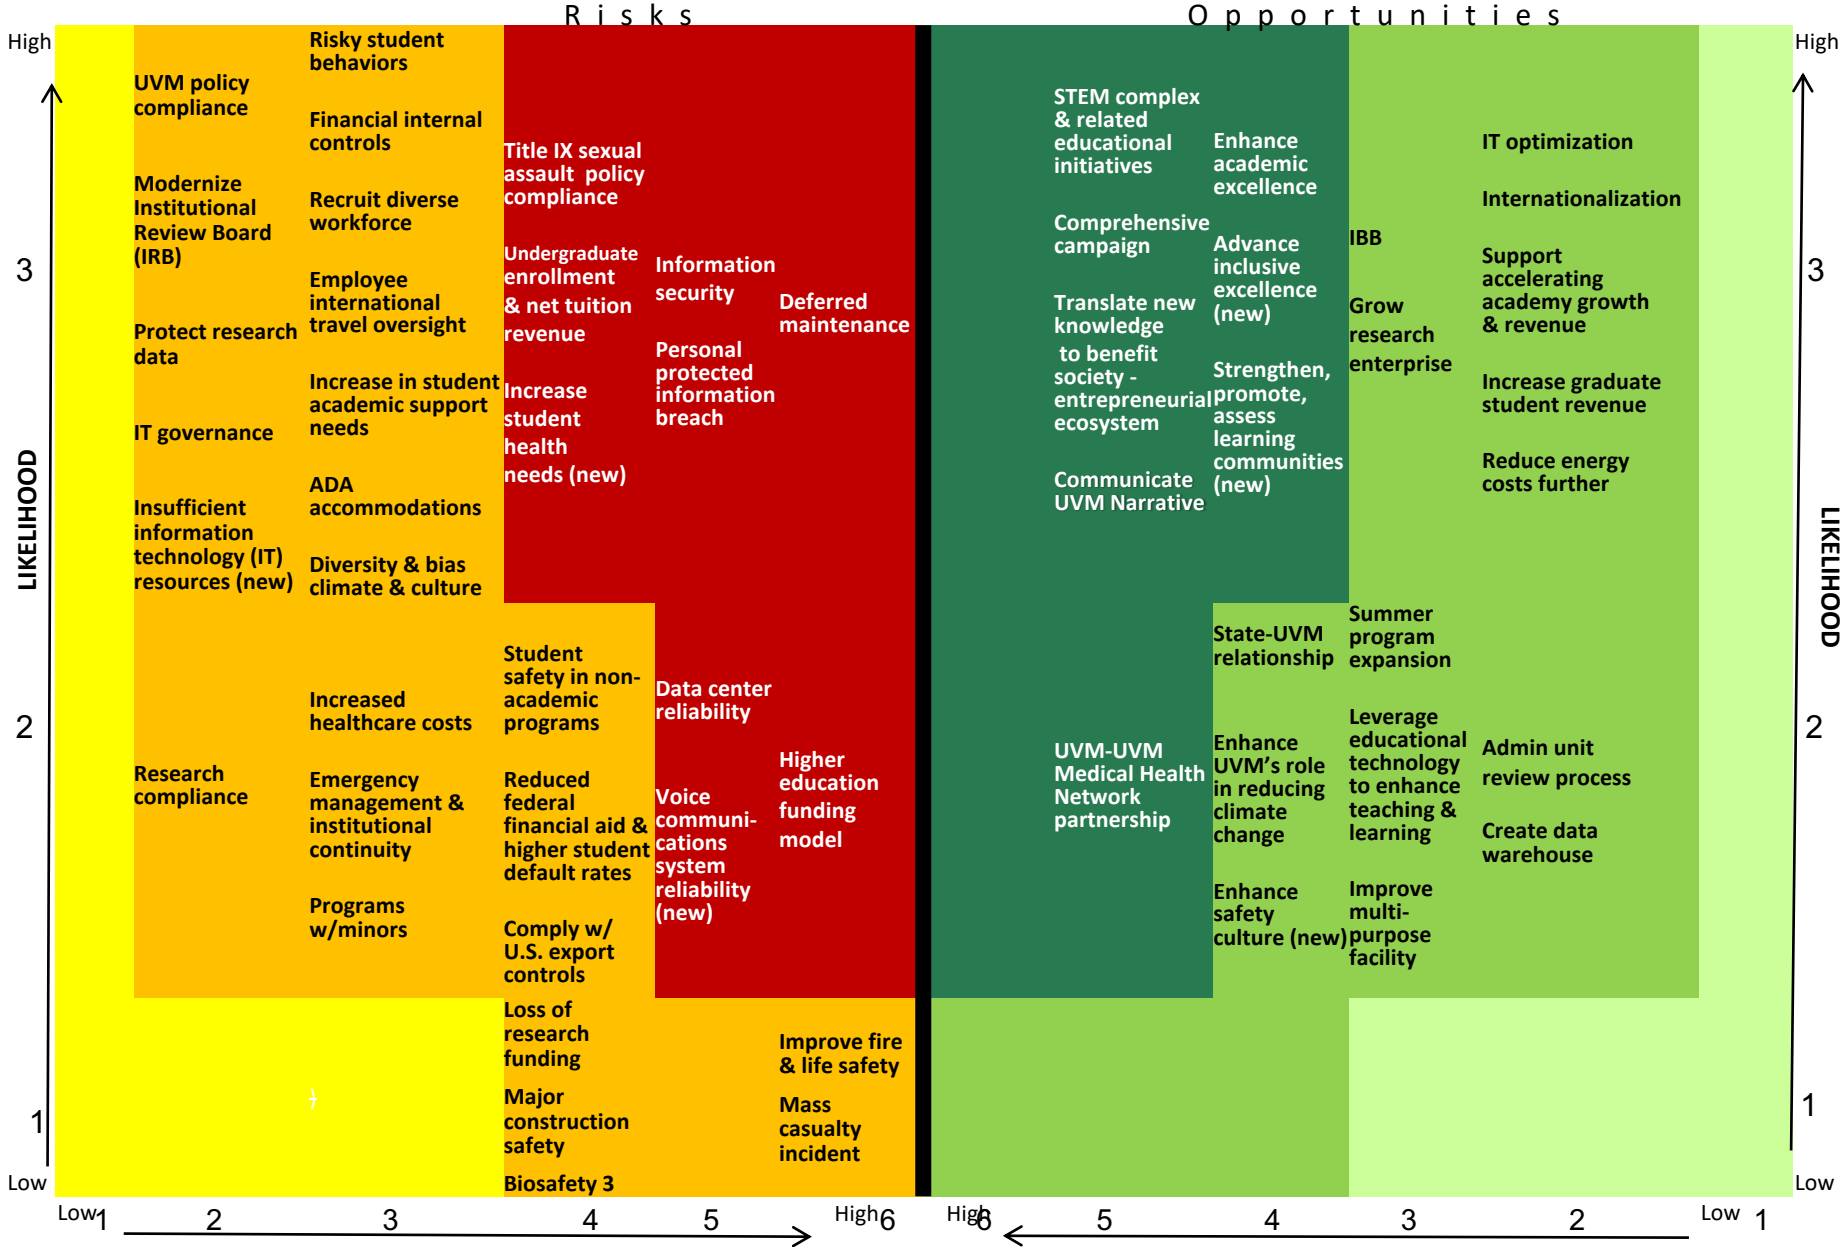 R i s k s
O p p o r t u n i t i e s
High
3
LIKELIHOOD
2
1
Low
UVM policy
compliance
Modernize
Institutional
Review Board
(IRB)
Protect research
data
IT governance
Insufficient
information
technology (IT)
resources (new)
Research
compliance
Risky student
behaviors
Financial internal
controls
Recruit diverse
workforce
Employee
international
travel oversight
Increase in student
academic support
needs
ADA
accommodations
Diversity & bias
climate & culture
Increased
healthcare costs
Emergency
management &
institutional
continuity
Programs
w/minors
Title IX sexual
assault policy
compliance
Undergraduate
enrollment
& net tuition
revenue
Increase
student
health
needs (new)
Student
safety in non-
academic
programs
Reduced
federal
financial aid &
higher student
default rates
Comply w/
U.S. export
controls
Loss of
research
funding
Major
construction
safety
Biosafety 3
Information
security
Personal
protected
information
breach
Data center
reliability
Voice
communi-
cations
system
reliability
(new)
Deferred
maintenance
Higher
education
funding
model
Improve fire
& life safety
Mass
casualty
incident
STEM complex
& related
educational
initiatives
Comprehensive
campaign
Translate new
knowledge
to benefit
society -
entrepreneurial
ecosystem
Communicate
UVM Narrative
UVM-UVM
Medical Health
Network
partnership
Enhance
academic
excellence
Advance
inclusive
excellence
(new)
Strengthen,
promote,
assess
learning
communities
(new)
State-UVM
relationship
Enhance
UVM's role
in reducing
climate
change
Enhance
safety
culture (new)
IBB
Grow
research
enterprise
Summer
program
expansion
Leverage
educational
technology
to enhance
teaching &
learning
Improve
multi-
purpose
facility
IT optimization
Internationalization
Support
accelerating
academy growth
& revenue
Increase graduate
student revenue
Reduce energy
costs further
Admin unit
review process
Create data
warehouse
High
3
LIKELIHOOD
2
1
Low
Low 1 2 3 4 5 High 6
High 6 5 4 3 2 Low 1